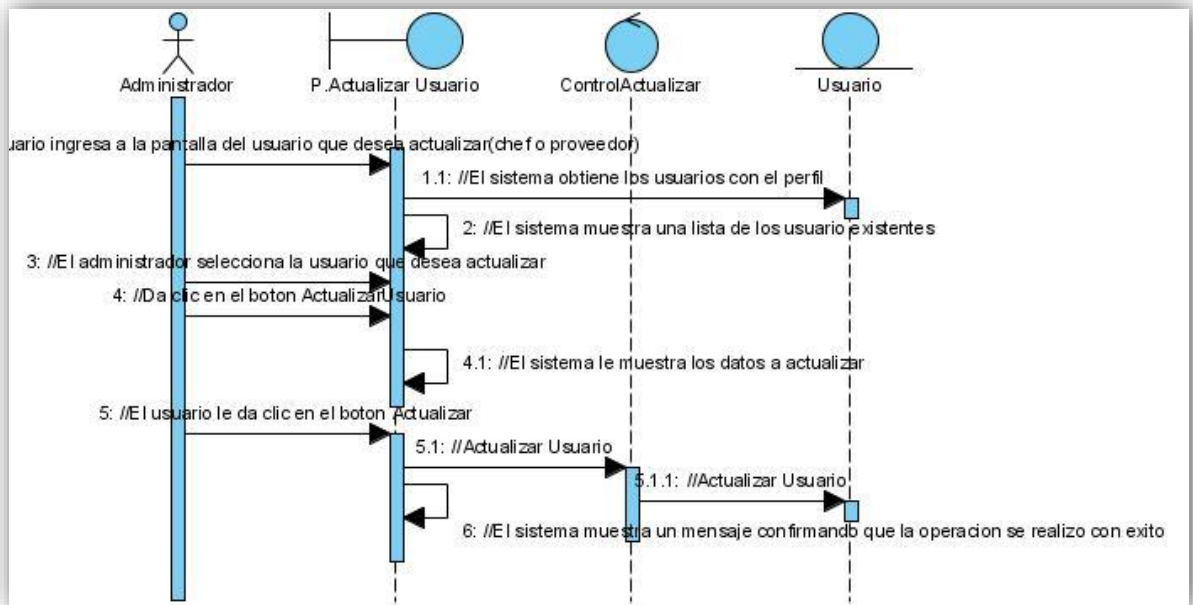 Administrador
P.Actualizar Usuario
ControlActualizar
Usuario
ingresa a la pantalla del usuario que desea actualizar(chef o proveedor)
1.1: //El sistema obtiene los usuarios con el perfil
2: //El sistema muestra una lista de los usuario existentes
3: //El administrador selecciona la usuario que desea actualizar
4: //Da clic en el boton ActualizarUsuario
4.1: //El sistema le muestra los datos a actualizar
5: //El usuario le da clic en el boton Actualizar
5.1: //Actualizar Usuario
5.1.1: //Actualizar Usuario
6: //El sistema muestra un mensaje confirmando que la operacion se realizo con exito